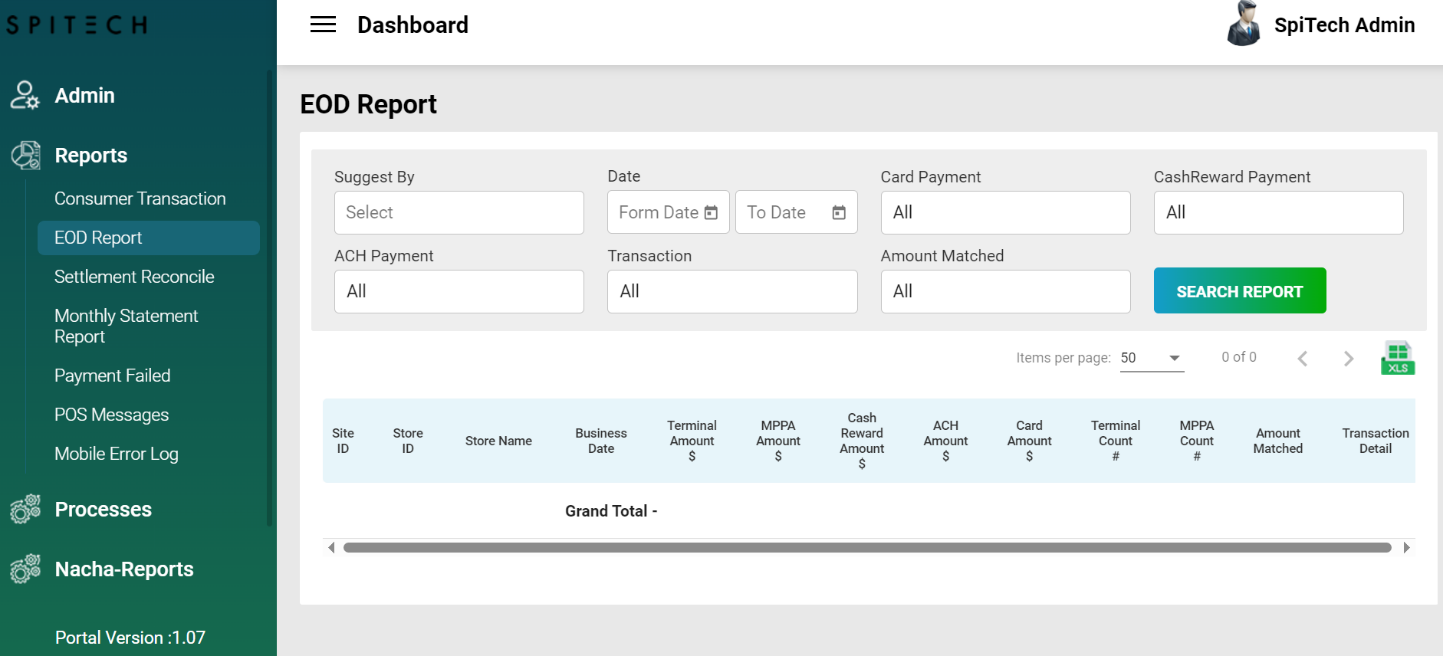 SPITECH
Dashboard
SpiTech Admin
Admin
Reports
Consumer Transaction
EOD Report
Settlement Reconcile
Monthly Statement
Report
Payment Failed
POS Messages
Mobile Error Log
Processes
Nacha-Reports
Portal Version :1.07
EOD Report
Suggest By
Select
Date
Form Date
To Date
Card Payment
All
CashReward Payment
All
ACH Payment
All
Transaction
All
Amount Matched
All
SEARCH REPORT
Items per page: 50
0 of 0
XLS
Site
ID
Store
ID
Store Name
Business
Date
Terminal
Amount
$
MPPA
Amount
$
Cash
Reward
Amount
$
ACH
Amount
$
Card
Amount
$
Terminal
Count
#
MPPA
Count
#
Amount
Matched
Transaction
Detail
Grand Total -